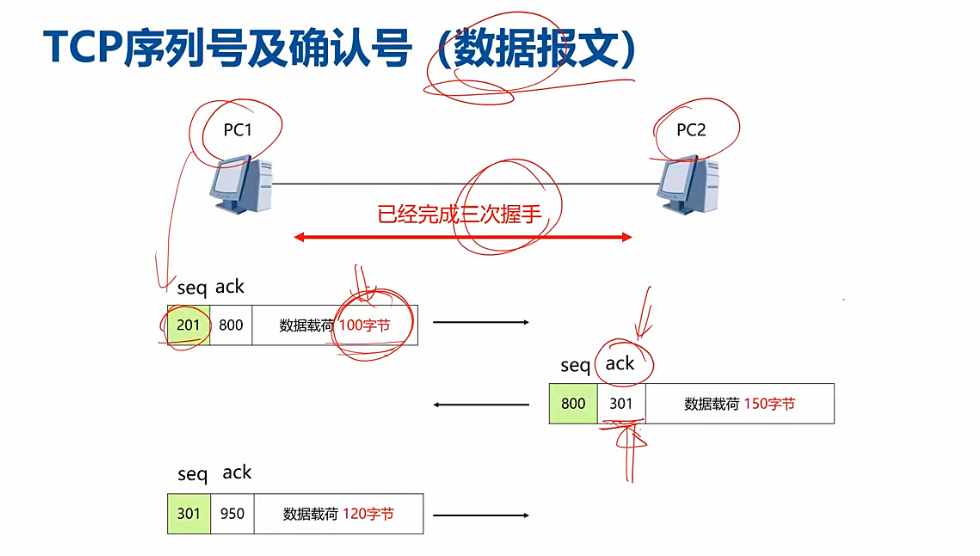 TCP序列号及确认号（数据报文）
PC1
PC2
已经完成三次握手
seq ack
201 800 数据载荷 100字节
seq ack
800 301 数据载荷 150字节
seq ack
301 950 数据载荷 120字节